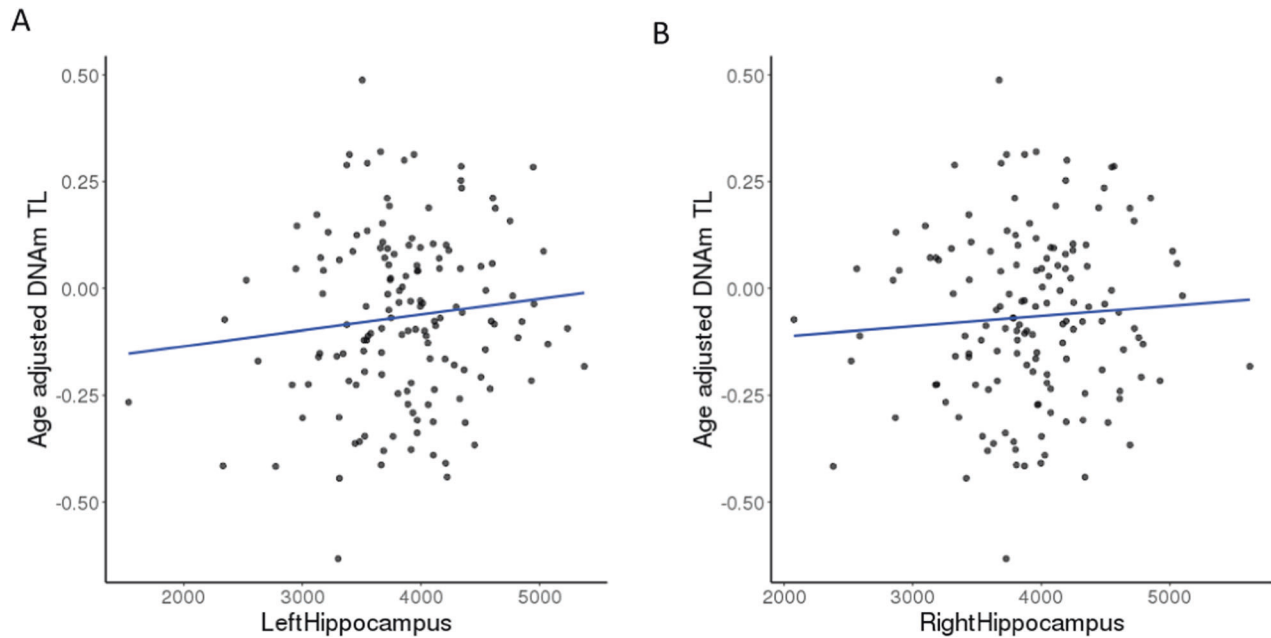 A
0.50
0.25
0.00
-0.25
-0.50
Age adjusted DNAm TL
2000 3000 4000 5000
LeftHippocampus
B
0.50
0.25
0.00
-0.25
-0.50
Age adjusted DNAm TL
2000 3000 4000 5000
RightHippocampus